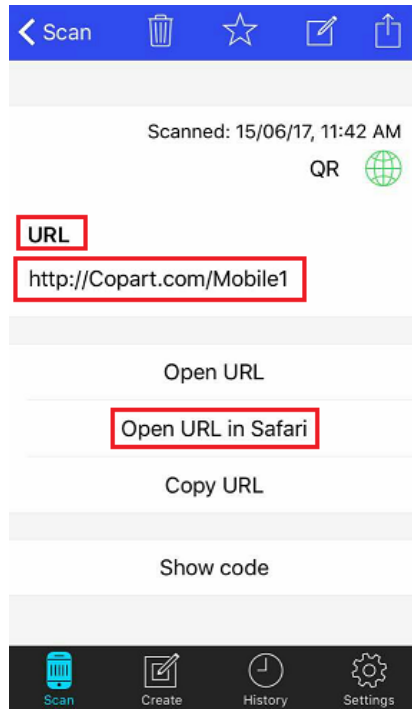 Scan
Scanned: 15/06/17, 11:42 AM
QR
URL
http://Copart.com/Mobile1
Open URL
Open URL in Safari
Copy URL
Show code
Scan Create History Settings